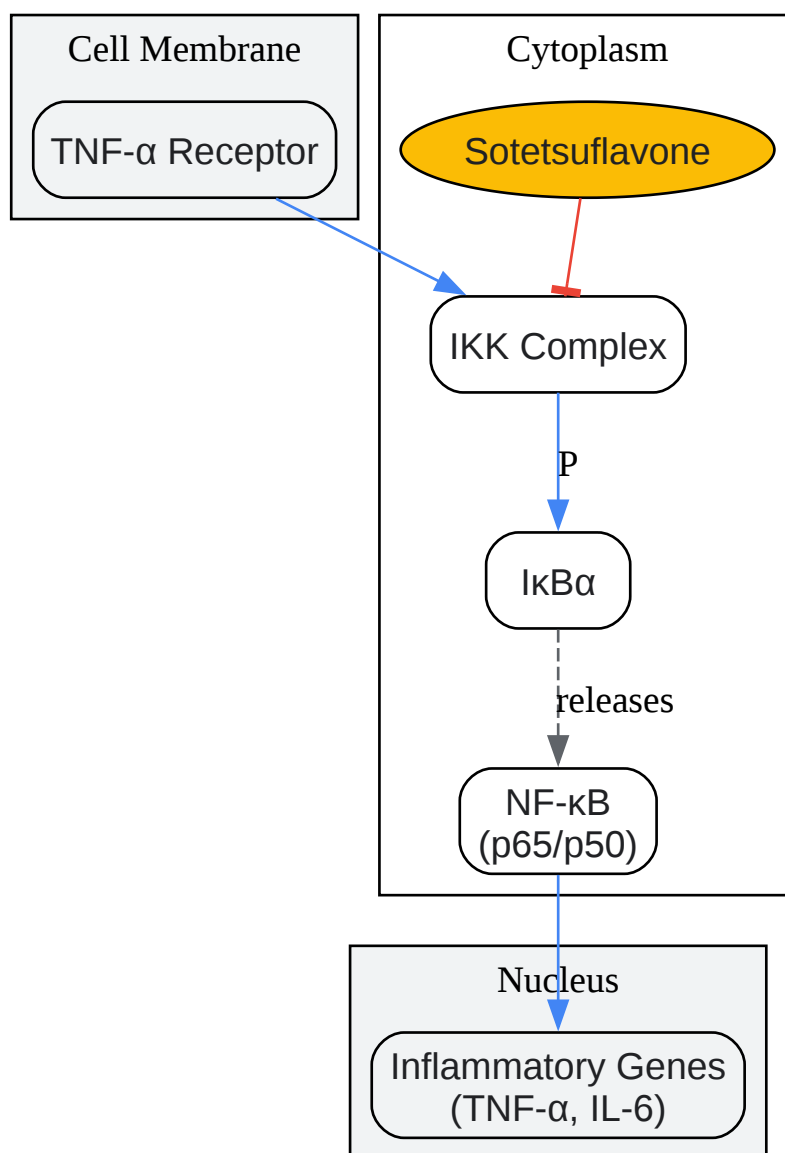 Cell Membrane
Cytoplasm
TNF-α Receptor
Sotetsuflavone
IKK Complex
P
IκBα
releases
NF-κB
(p65/p50)
Nucleus
Inflammatory Genes
(TNF-α, IL-6)